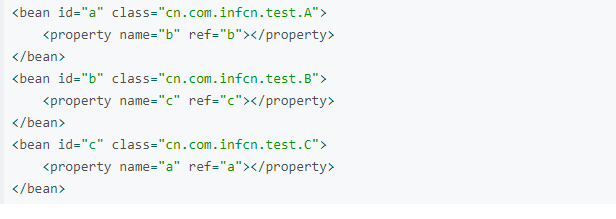 <bean id="a" class="cn.com.infcn.test.A">
    <property name="b" ref="b"></property>
</bean>
<bean id="b" class="cn.com.infcn.test.B">
    <property name="c" ref="c"></property>
</bean>
<bean id="c" class="cn.com.infcn.test.C">
    <property name="a" ref="a"></property>
</bean>